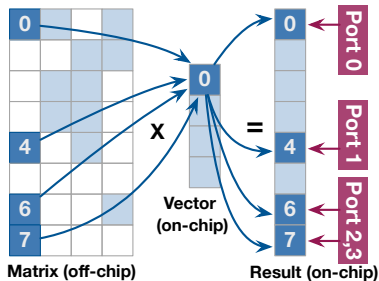 0
4
6
7
Matrix (off-chip)
X
0
Vector
(on-chip)
=
0
4
6
7
Result (on-chip)
Port 0
Port 1
Port 2,3